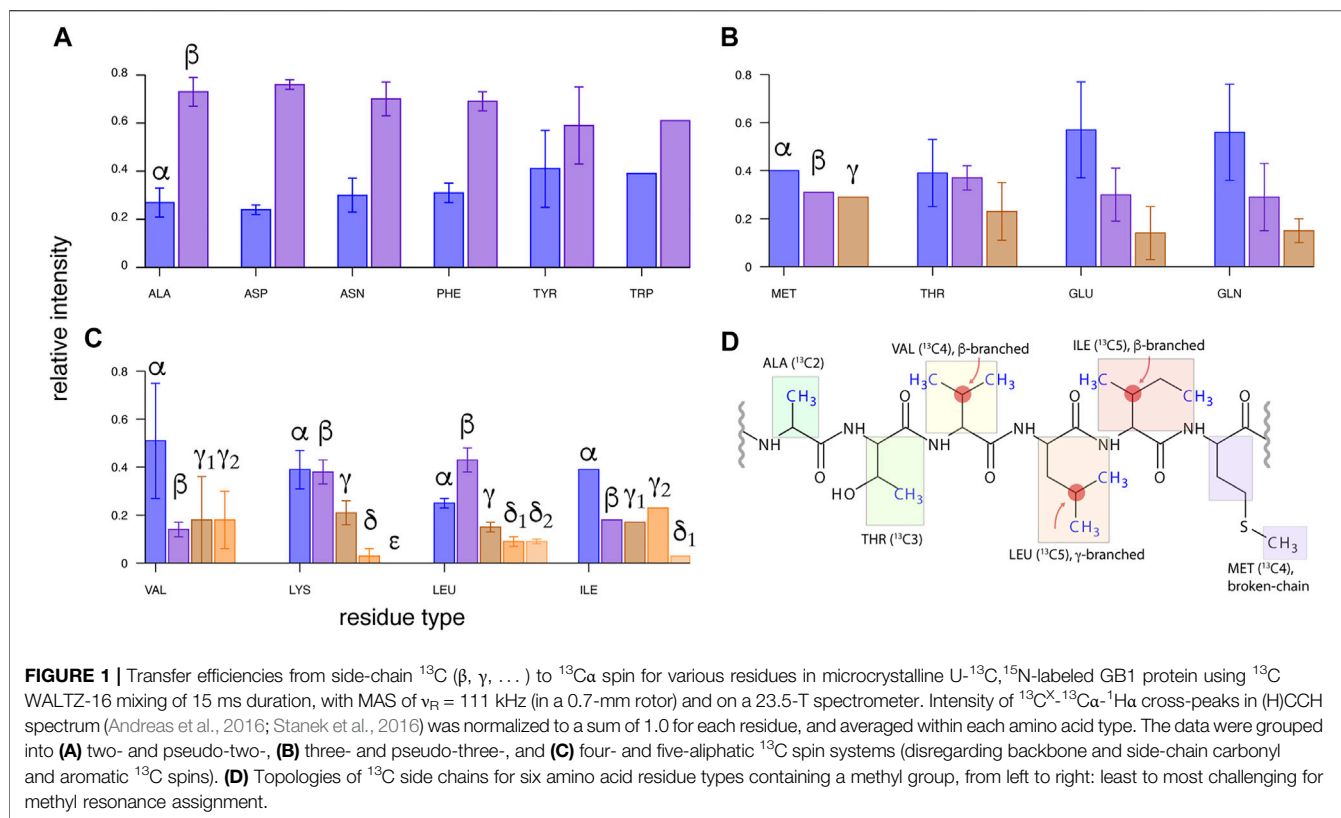 A
B
relative intensity
β
α
0.8
0.6
0.4
0.2
0
ALA ASP ASN PHE TYR TRP
α
β
γ
0.8
0.6
0.4
0.2
0
MET THR GLU GLN
C
α
β
γ1 γ2
α β
γ
δ
ε
α
β
γ
δ1 δ2
α
β γ1
γ2
δ1
0.8
0.6
0.4
0.2
0
VAL LYS LEU ILE
residue type
D
ALA (¹³C2)
VAL (¹³C4), β-branched
ILE (¹³C5), β-branched
CH₃
H₃C
CH₃
H₃C
CH₃
O
O
O
NH
NH
NH
NH
NH
NH
O
O
O
HO
CH₃
CH₃
S
CH₃
THR (¹³C3)
LEU (¹³C5), γ-branched
MET (¹³C4),
broken-chain
FIGURE 1 | Transfer efficiencies from side-chain ¹³C (β, γ, . . . ) to ¹³Cα spin for various residues in microcrystalline U-¹³C,¹⁵N-labeled GB1 protein using ¹³C
WALTZ-16 mixing of 15 ms duration, with MAS of νR = 111 kHz (in a 0.7-mm rotor) and on a 23.5-T spectrometer. Intensity of ¹³Cˣ-¹³Cα-¹Hα cross-peaks in (H)CCH
spectrum (Andreas et al., 2016; Stanek et al., 2016) was normalized to a sum of 1.0 for each residue, and averaged within each amino acid type. The data were grouped
into (A) two- and pseudo-two-, (B) three- and pseudo-three-, and (C) four- and five-aliphatic ¹³C spin systems (disregarding backbone and side-chain carbonyl
and aromatic ¹³C spins). (D) Topologies of ¹³C side chains for six amino acid residue types containing a methyl group, from left to right: least to most challenging for
methyl resonance assignment.